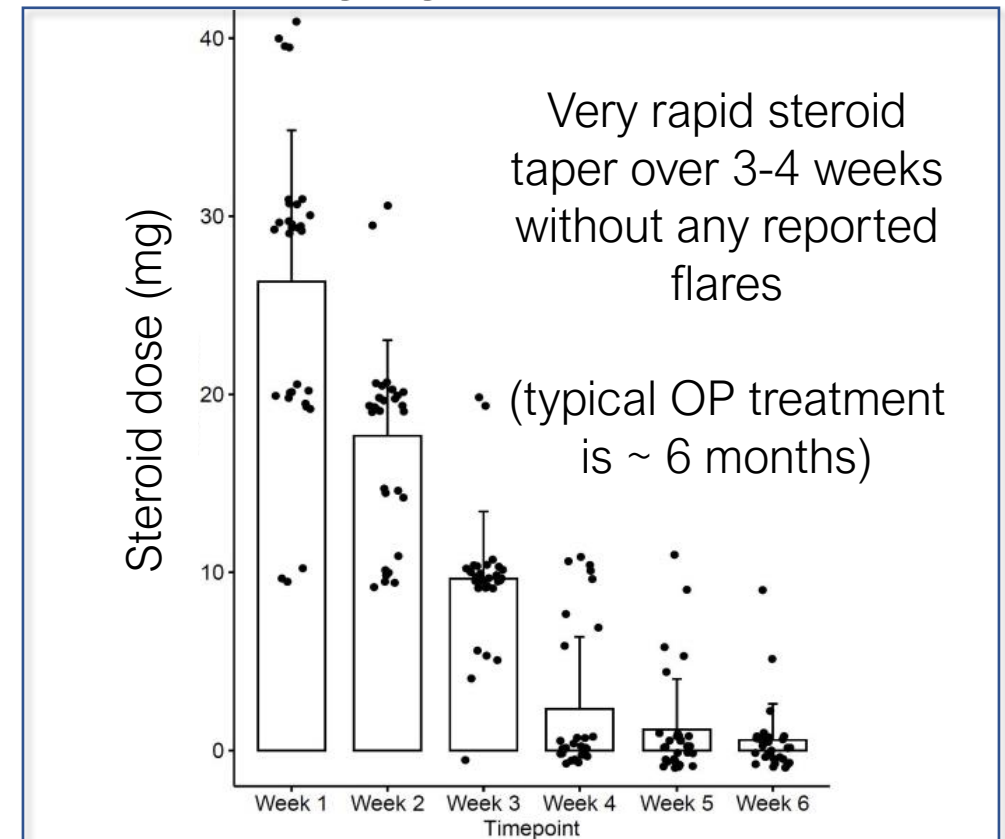 Very rapid steroid
taper over 3-4 weeks
without any reported
flares
(typical OP treatment
is ~ 6 months)
Steroid dose (mg)
40
30
20
10
0
Week 1 Week 2 Week 3 Week 4 Week 5 Week 6
Timepoint